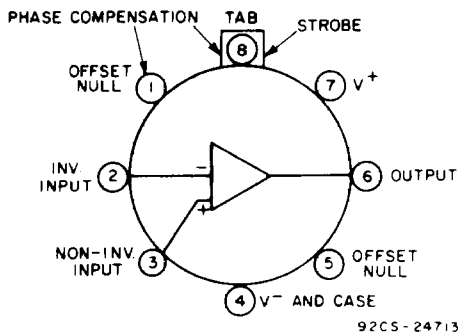 PHASE COMPENSATION
TAB
8
STROBE
OFFSET
NULL
1
7
V+
INV.
INPUT
2
−
6
OUTPUT
+
NON-INV.
INPUT
3
5
OFFSET
NULL
4
V− AND CASE
92CS-24713